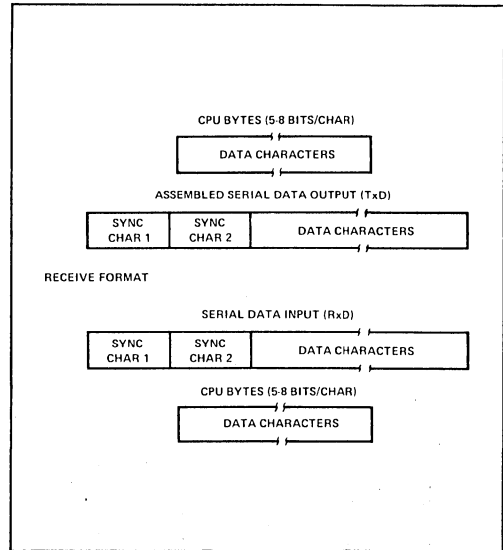 CPU BYTES (5-8 BITS/CHAR)
DATA CHARACTERS
ASSEMBLED SERIAL DATA OUTPUT (TxD)
SYNC CHAR 1
SYNC CHAR 2
DATA CHARACTERS
RECEIVE FORMAT
SERIAL DATA INPUT (RxD)
SYNC CHAR 1
SYNC CHAR 2
DATA CHARACTERS
CPU BYTES (5-8 BITS/CHAR)
DATA CHARACTERS